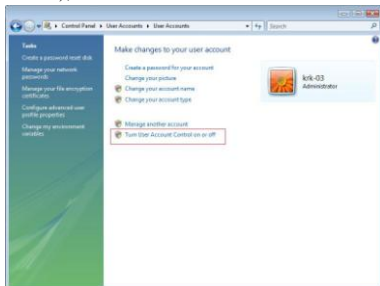 Control Panel ▸ User Accounts ▸ User Accounts
Search
Tasks
Create a password reset disk
Manage your network
passwords
Manage your file encryption
certificates
Configure advanced user
profile properties
Change my environment
variables
Make changes to your user account
Create a password for your account
Change your picture
Change your account name
Change your account type
Manage another account
Turn User Account Control on or off
krk-03
Administrator